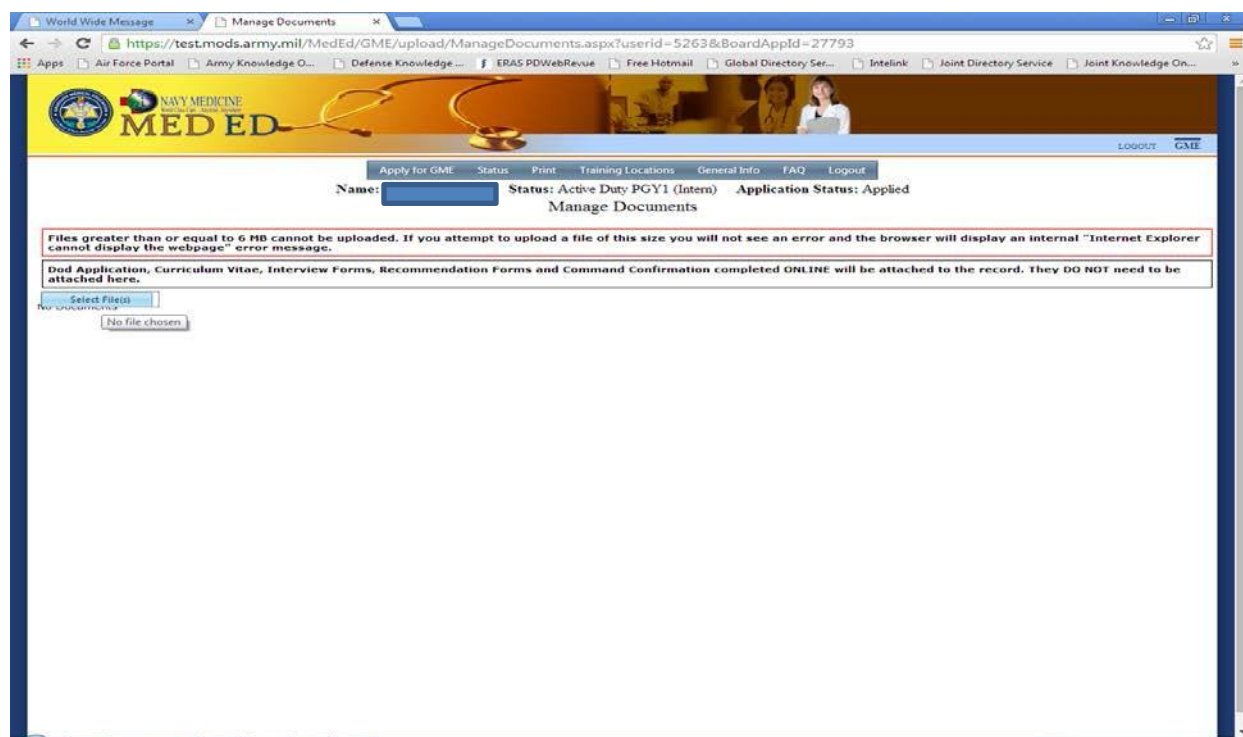 World Wide Message
Manage Documents
https://test.mods.army.mil/MedEd/GME/upload/ManageDocuments.aspx?userid=5263&BoardAppId=27793
Apps Air Force Portal Army Knowledge O... Defense Knowledge ... ERAS PDWebRevue Free Hotmail Global Directory Ser... Intelink Joint Directory Service Joint Knowledge On... »
NAVY MEDICINE
MED ED
LOGOUT GME
Apply for GME Status Print Training Locations General Info FAQ Logout
Name: Status: Active Duty PGY1 (Intern) Application Status: Applied
Manage Documents
Files greater than or equal to 6 MB cannot be uploaded. If you attempt to upload a file of this size you will not see an error and the browser will display an internal "Internet Explorer
cannot display the webpage" error message.
Dod Application, Curriculum Vitae, Interview Forms, Recommendation Forms and Command Confirmation completed ONLINE will be attached to the record. They DO NOT need to be
attached here.
Select File(s)
No Documents
No file chosen